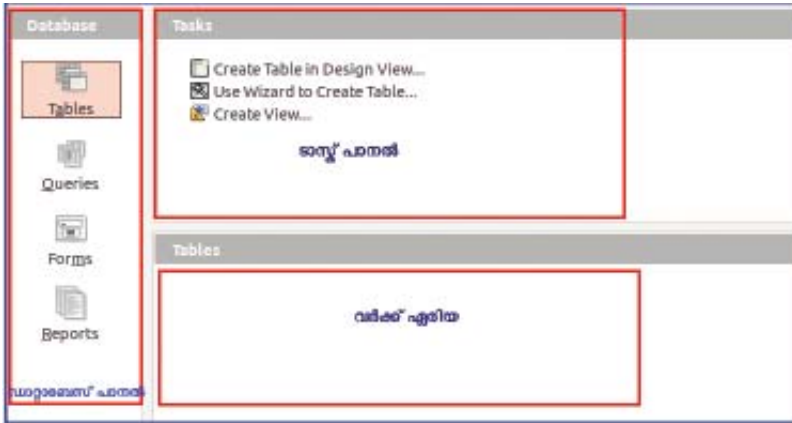 Database
Tables
Queries
Forms
Reports
ഡാറ്റാബേസ് പാനൽ
Tasks
Create Table in Design View...
Use Wizard to Create Table...
Create View...
ടാസ്ക് പാനൽ
Tables
വർക്ക് ഏരിയ